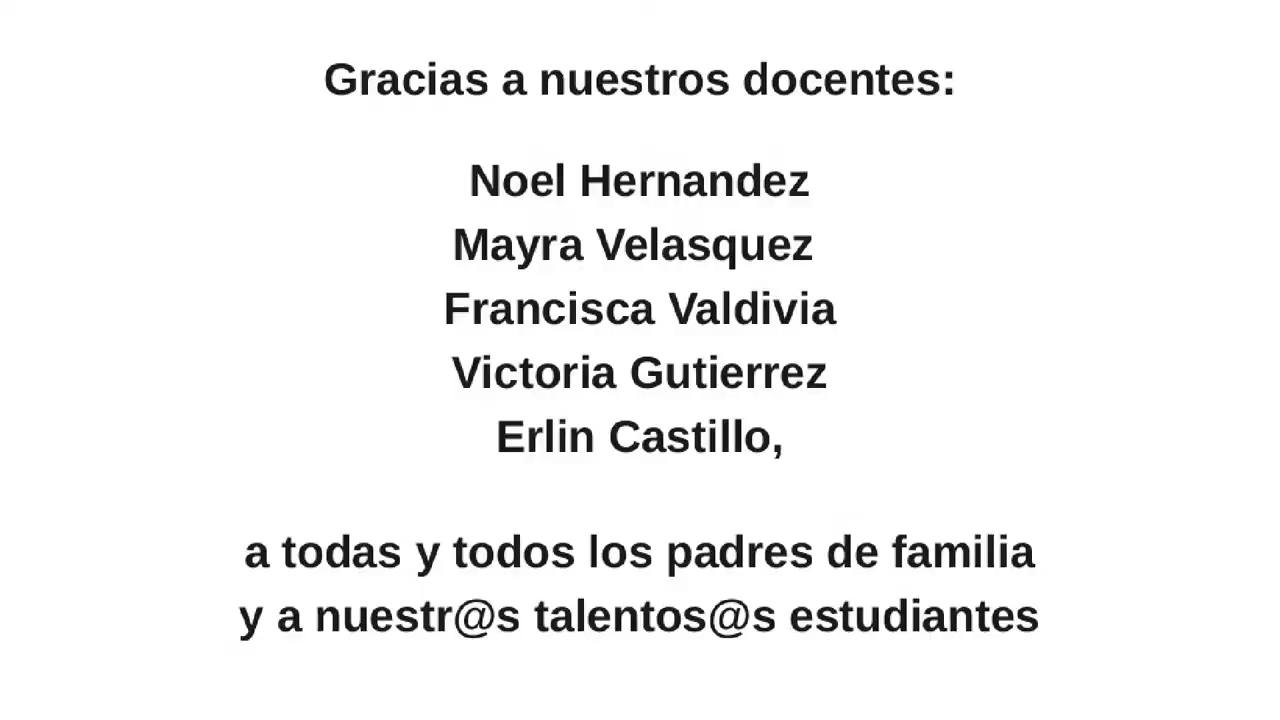 Gracias a nuestros docentes:
Noel Hernandez
Mayra Velasquez
Francisca Valdivia
Victoria Gutierrez
Erlin Castillo,
a todas y todos los padres de familia
y a nuestr@s talentos@s estudiantes